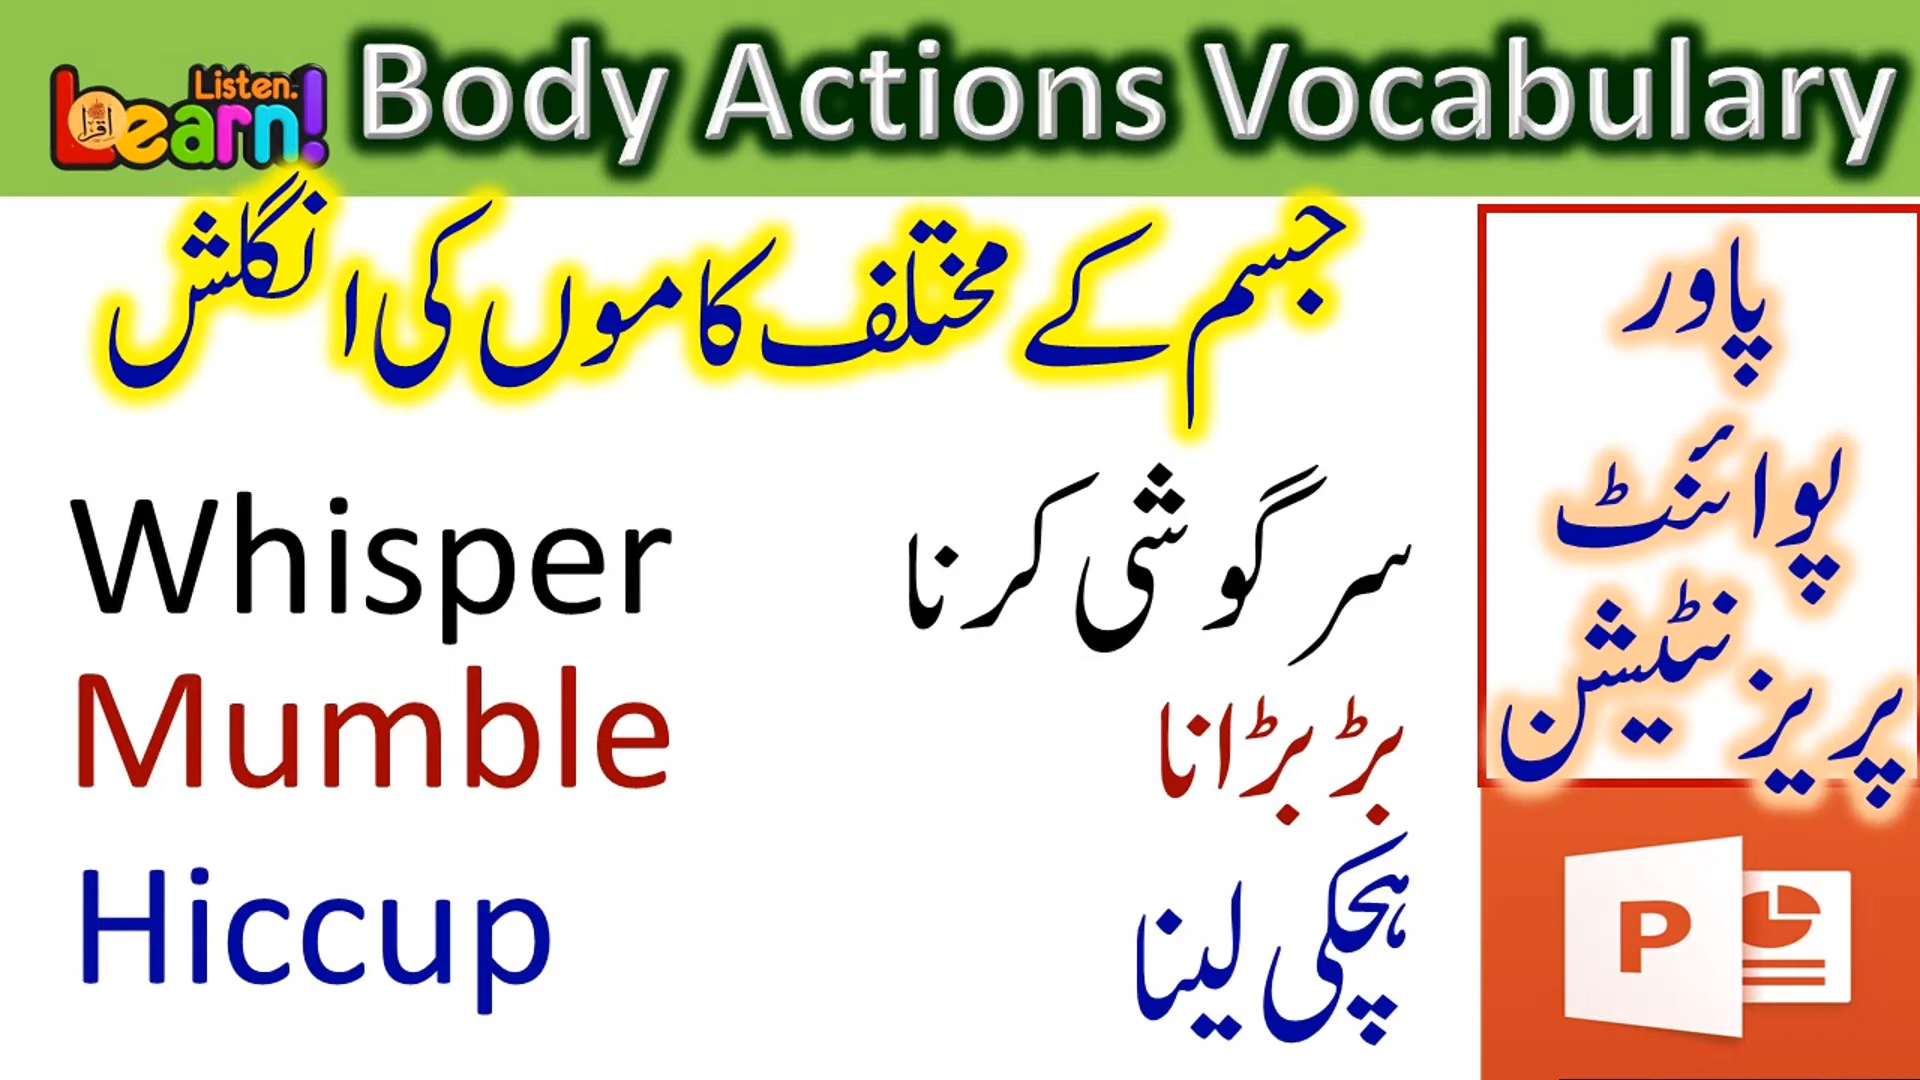 Listen.
Learn!
Body Actions Vocabulary
جسم کے مختلف کاموں کی انگلش
Whisper سرگوشی کرنا
Mumble بڑبڑانا
Hiccup ہچکی لینا
پاور
پوائنٹ
پریزنٹیشن
P